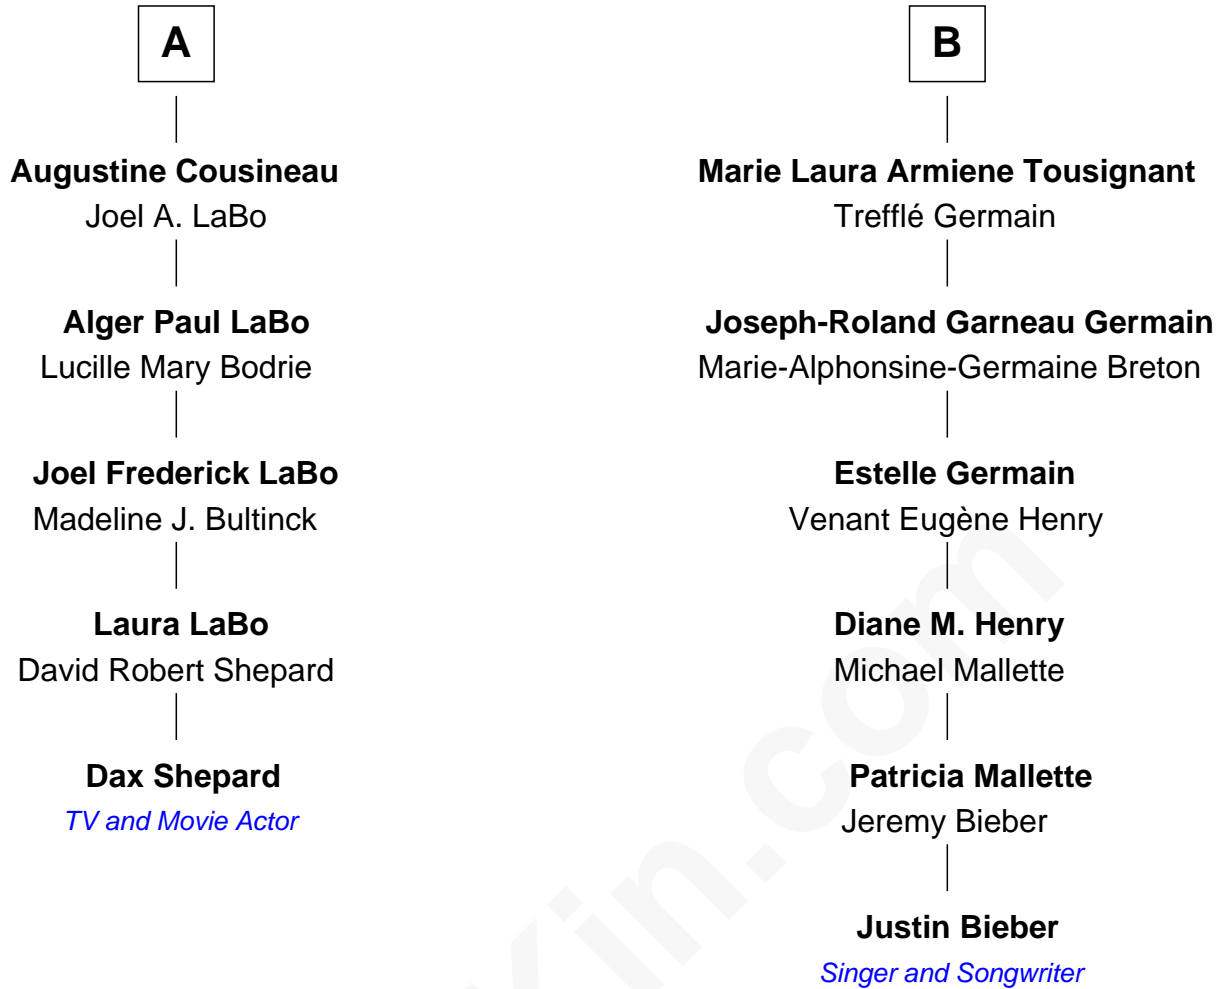 A
Augustine Cousineau
Joel A. LaBo
Alger Paul LaBo
Lucille Mary Bodrie
Joel Frederick LaBo
Madeline J. Bultinck
Laura LaBo
David Robert Shepard
Dax Shepard
TV and Movie Actor
B
Marie Laura Armiene Tousignant
Trefflé Germain
Joseph-Roland Garneau Germain
Marie-Alphonsine-Germaine Breton
Estelle Germain
Venant Eugène Henry
Diane M. Henry
Michael Mallette
Patricia Mallette
Jeremy Bieber
Justin Bieber
Singer and Songwriter
Kin.com